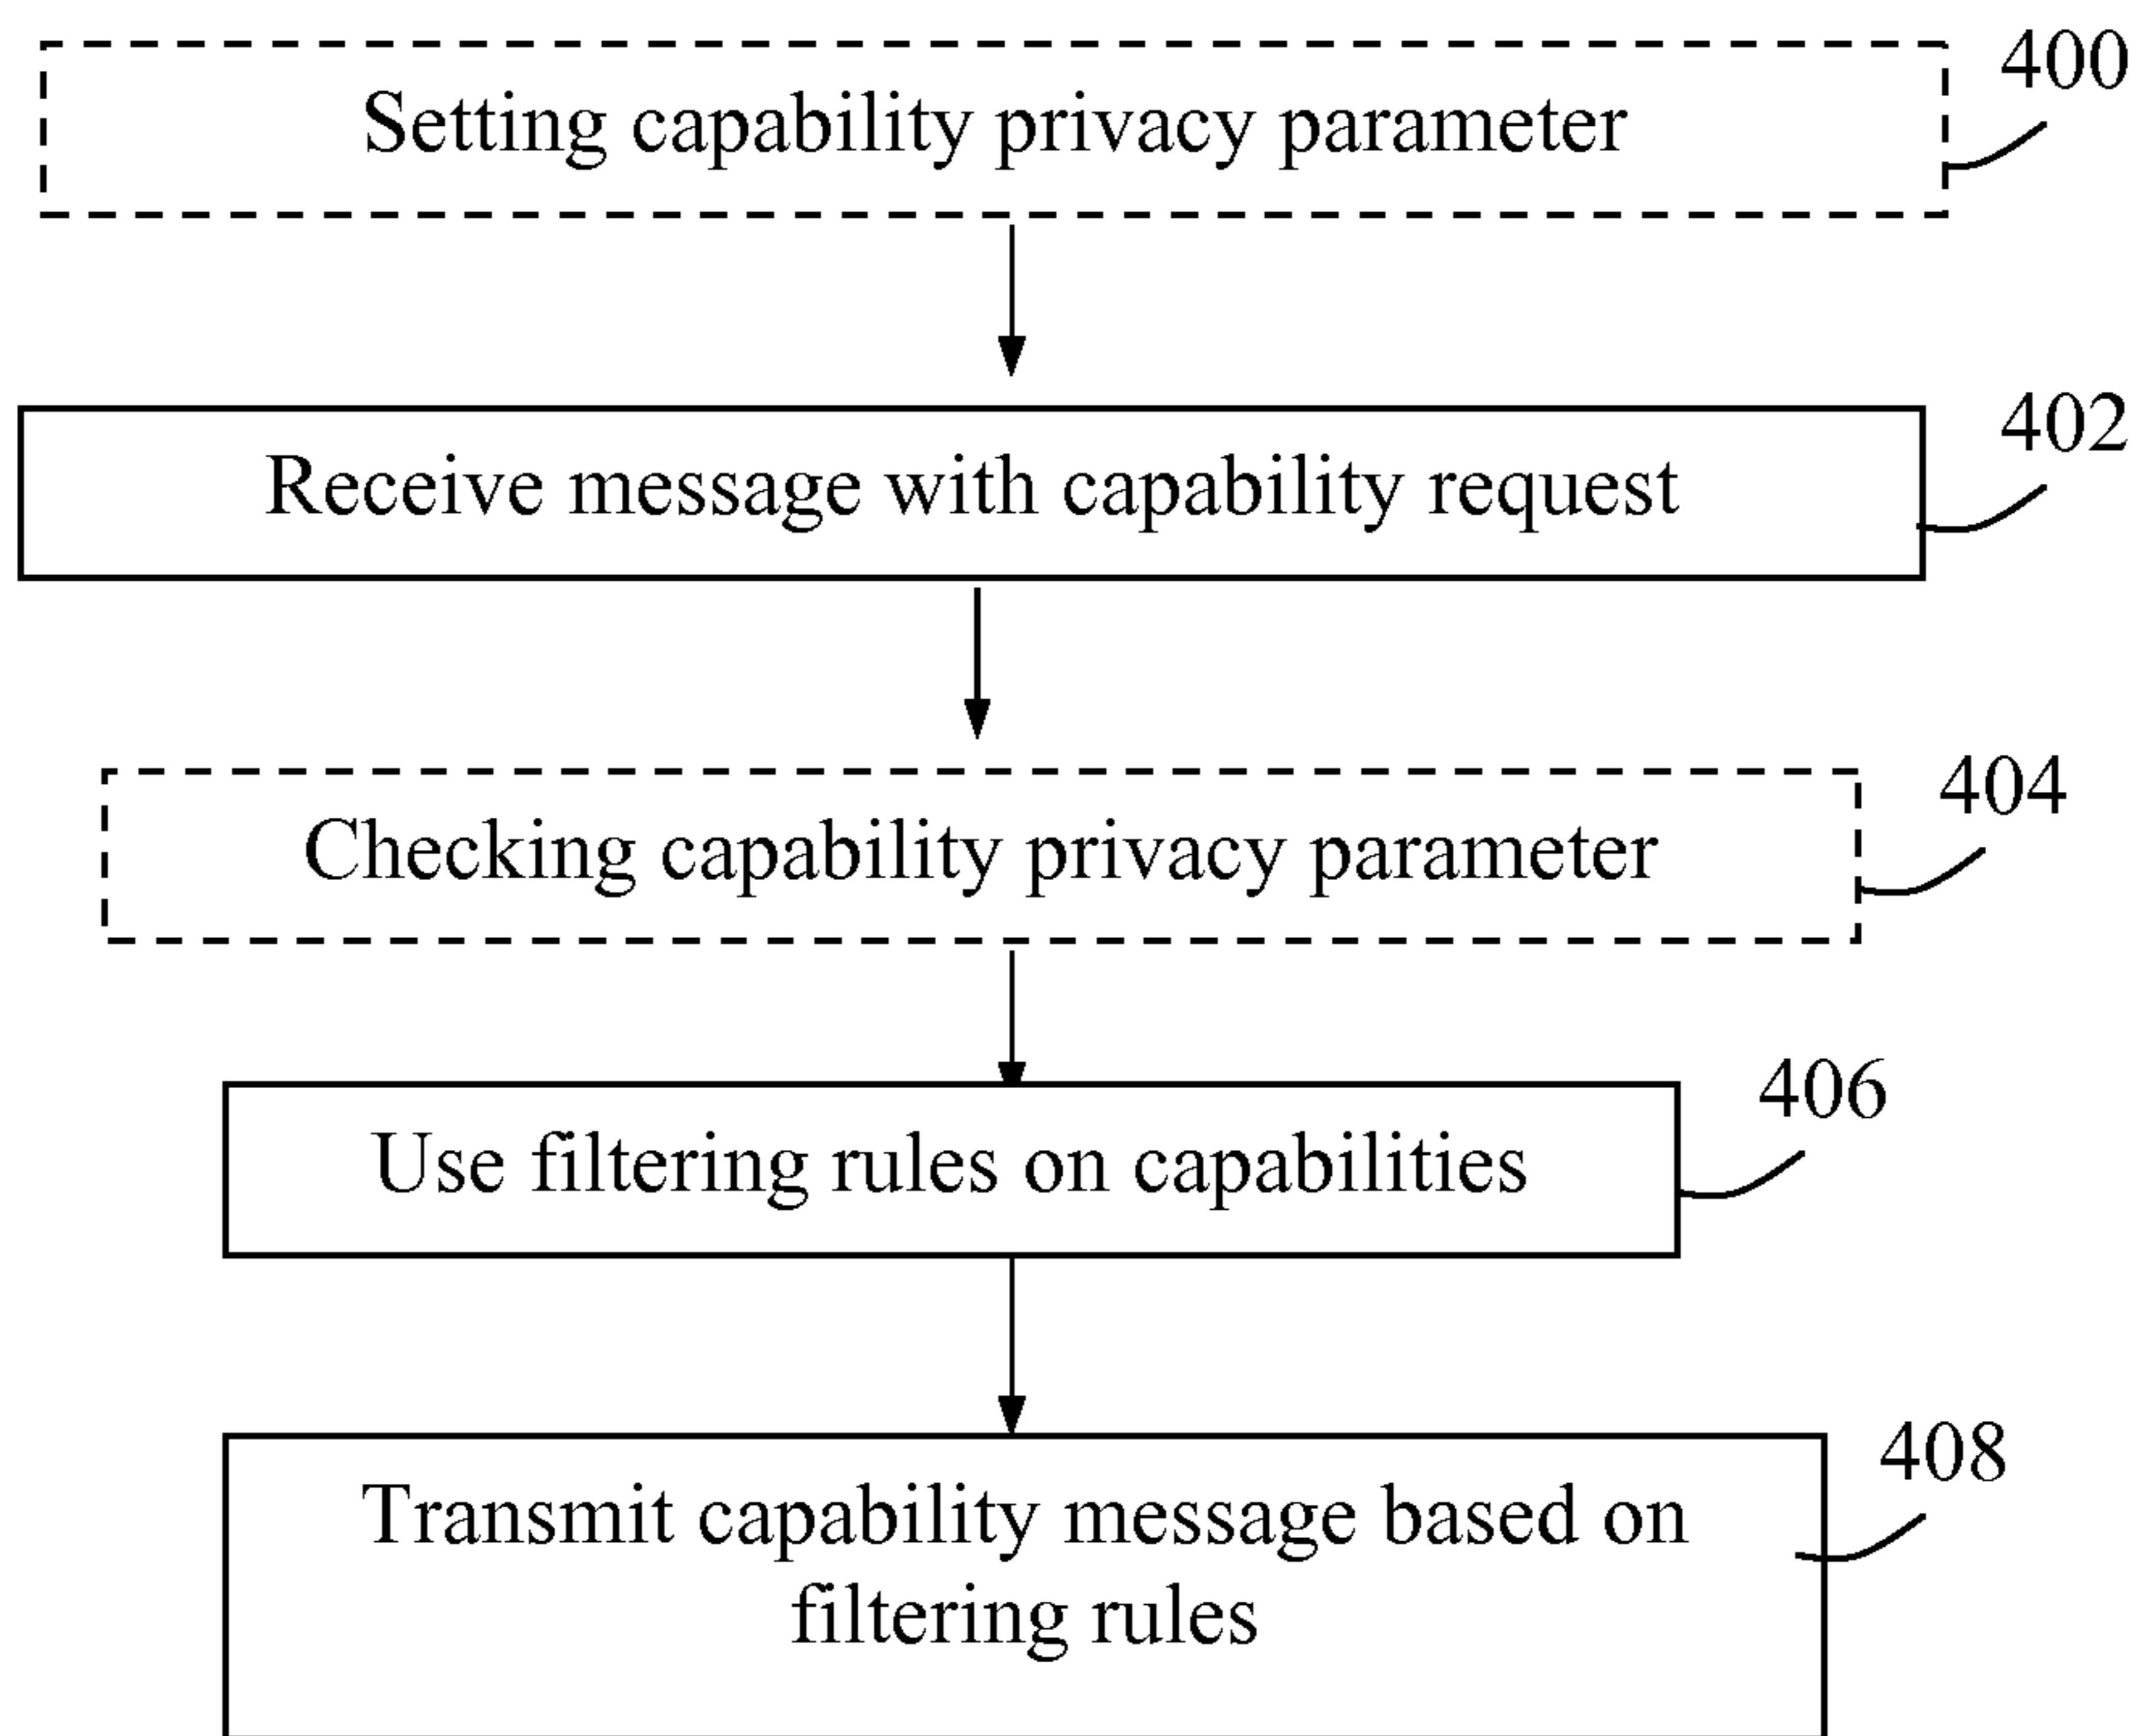 400
Setting capability privacy parameter
402
Receive message with capability request
404
Checking capability privacy parameter
406
Use filtering rules on capabilities
408
Transmit capability message based on
filtering rules